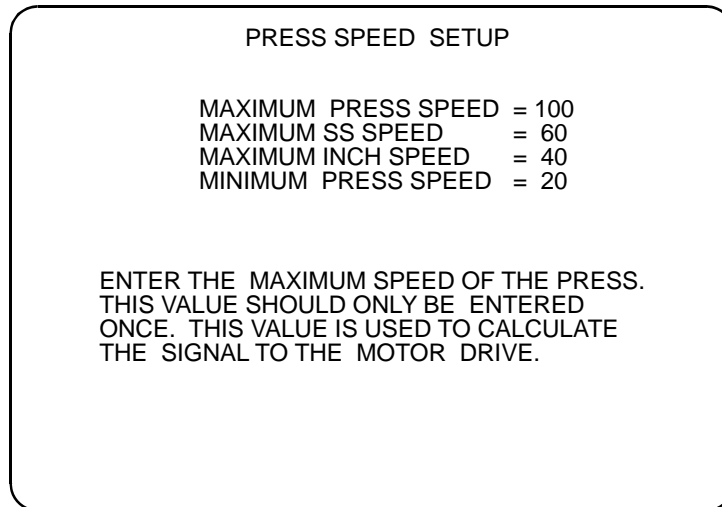 PRESS SPEED SETUP
MAXIMUM PRESS SPEED = 100
MAXIMUM SS SPEED = 60
MAXIMUM INCH SPEED = 40
MINIMUM PRESS SPEED = 20
ENTER THE MAXIMUM SPEED OF THE PRESS.
THIS VALUE SHOULD ONLY BE ENTERED
ONCE. THIS VALUE IS USED TO CALCULATE
THE SIGNAL TO THE MOTOR DRIVE.